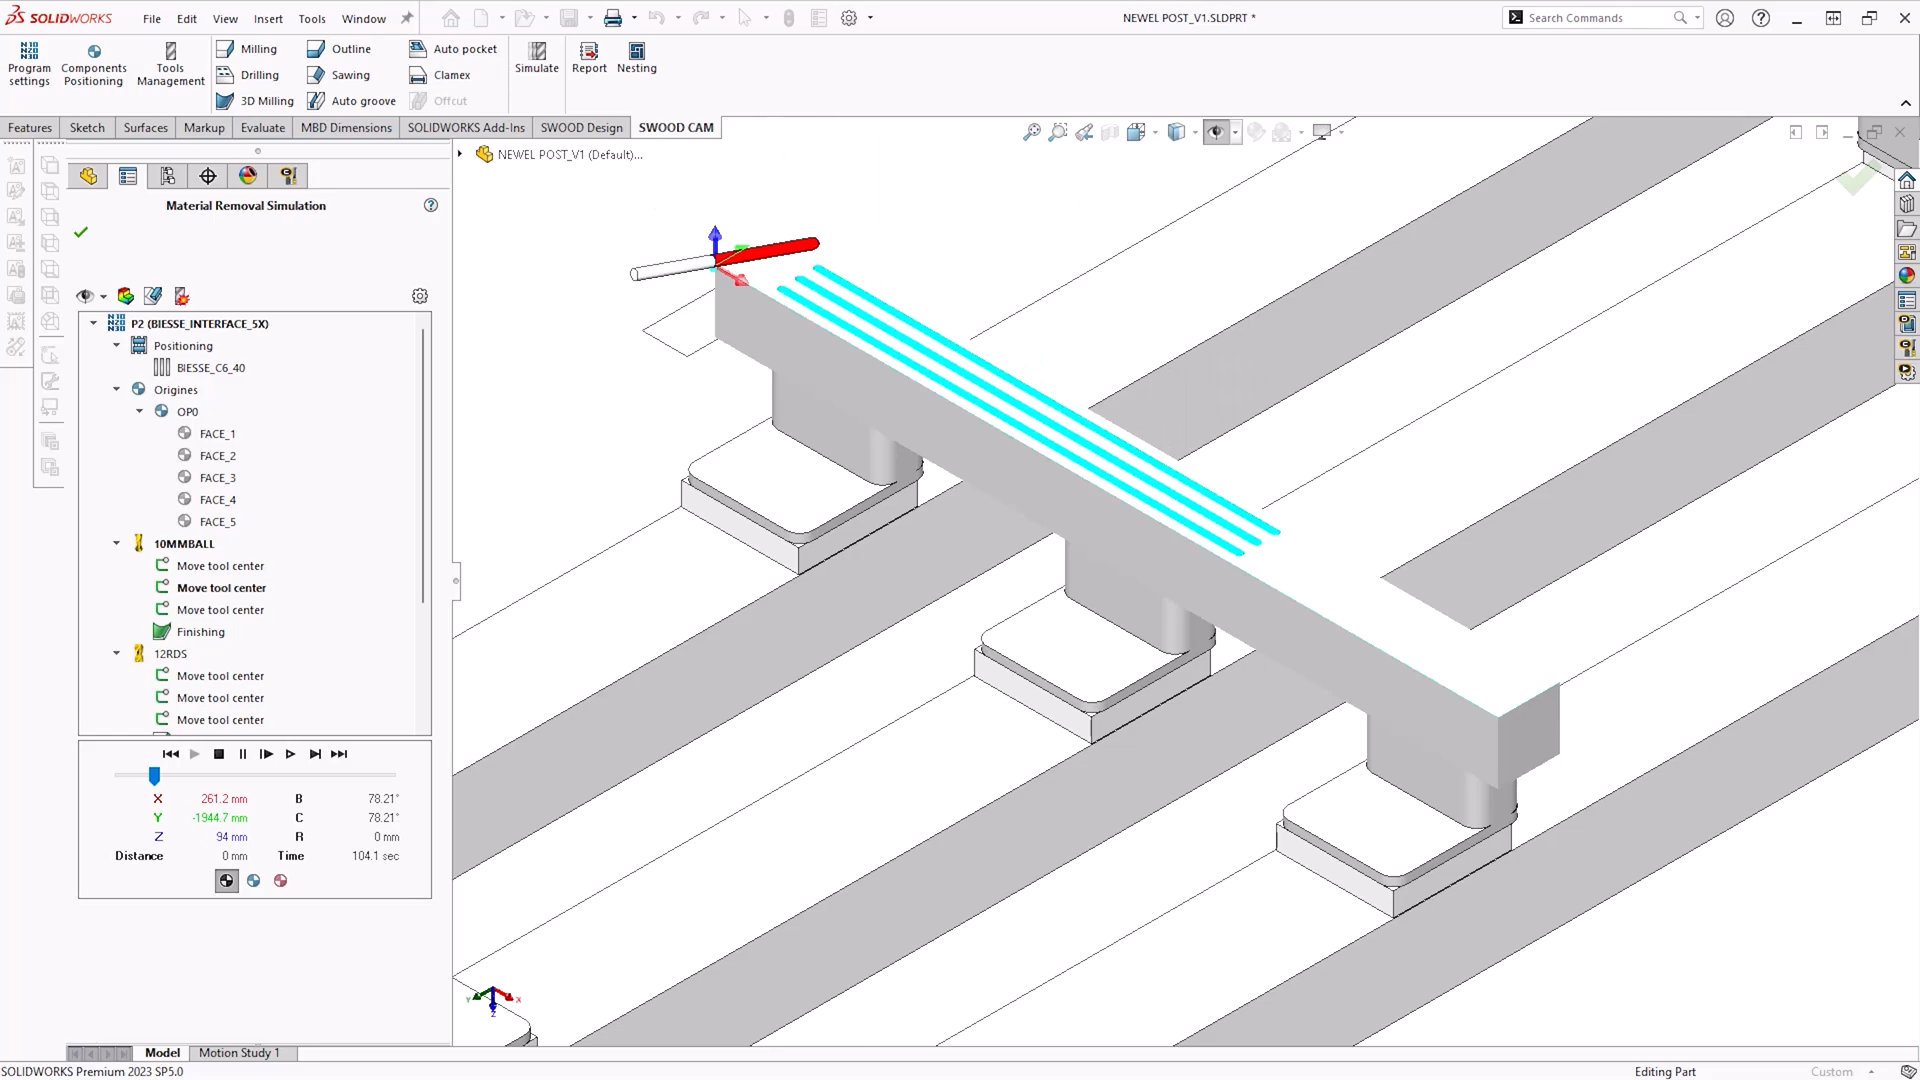 SOLIDWORKS File Edit View Insert Tools Window NEWEL POST_V1.SLDPRT * Search Commands
Program settings
Components Positioning
Tools Management
Milling Outline Auto pocket
Drilling Sawing Clamex
3D Milling Auto groove Offcut
Simulate Report Nesting
Features Sketch Surfaces Markup Evaluate MBD Dimensions SOLIDWORKS Add-Ins SWOOD Design SWOOD CAM
NEWEL POST_V1 (Default)...
Material Removal Simulation
P2 (BIESSE_INTERFACE_5X)
Positioning
BIESSE_C6_40
Origines
OP0
FACE_1
FACE_2
FACE_3
FACE_4
FACE_5
10MMBALL
Move tool center
Move tool center
Move tool center
Finishing
12RDS
Move tool center
Move tool center
Move tool center
X 261.2 mm B 78.21°
Y -1944.7 mm C 78.21°
Z 94 mm R 0 mm
Distance 0 mm Time 104.1 sec
Y X
Z
Model Motion Study 1
SOLIDWORKS Premium 2023 SP5.0 Editing Part Custom